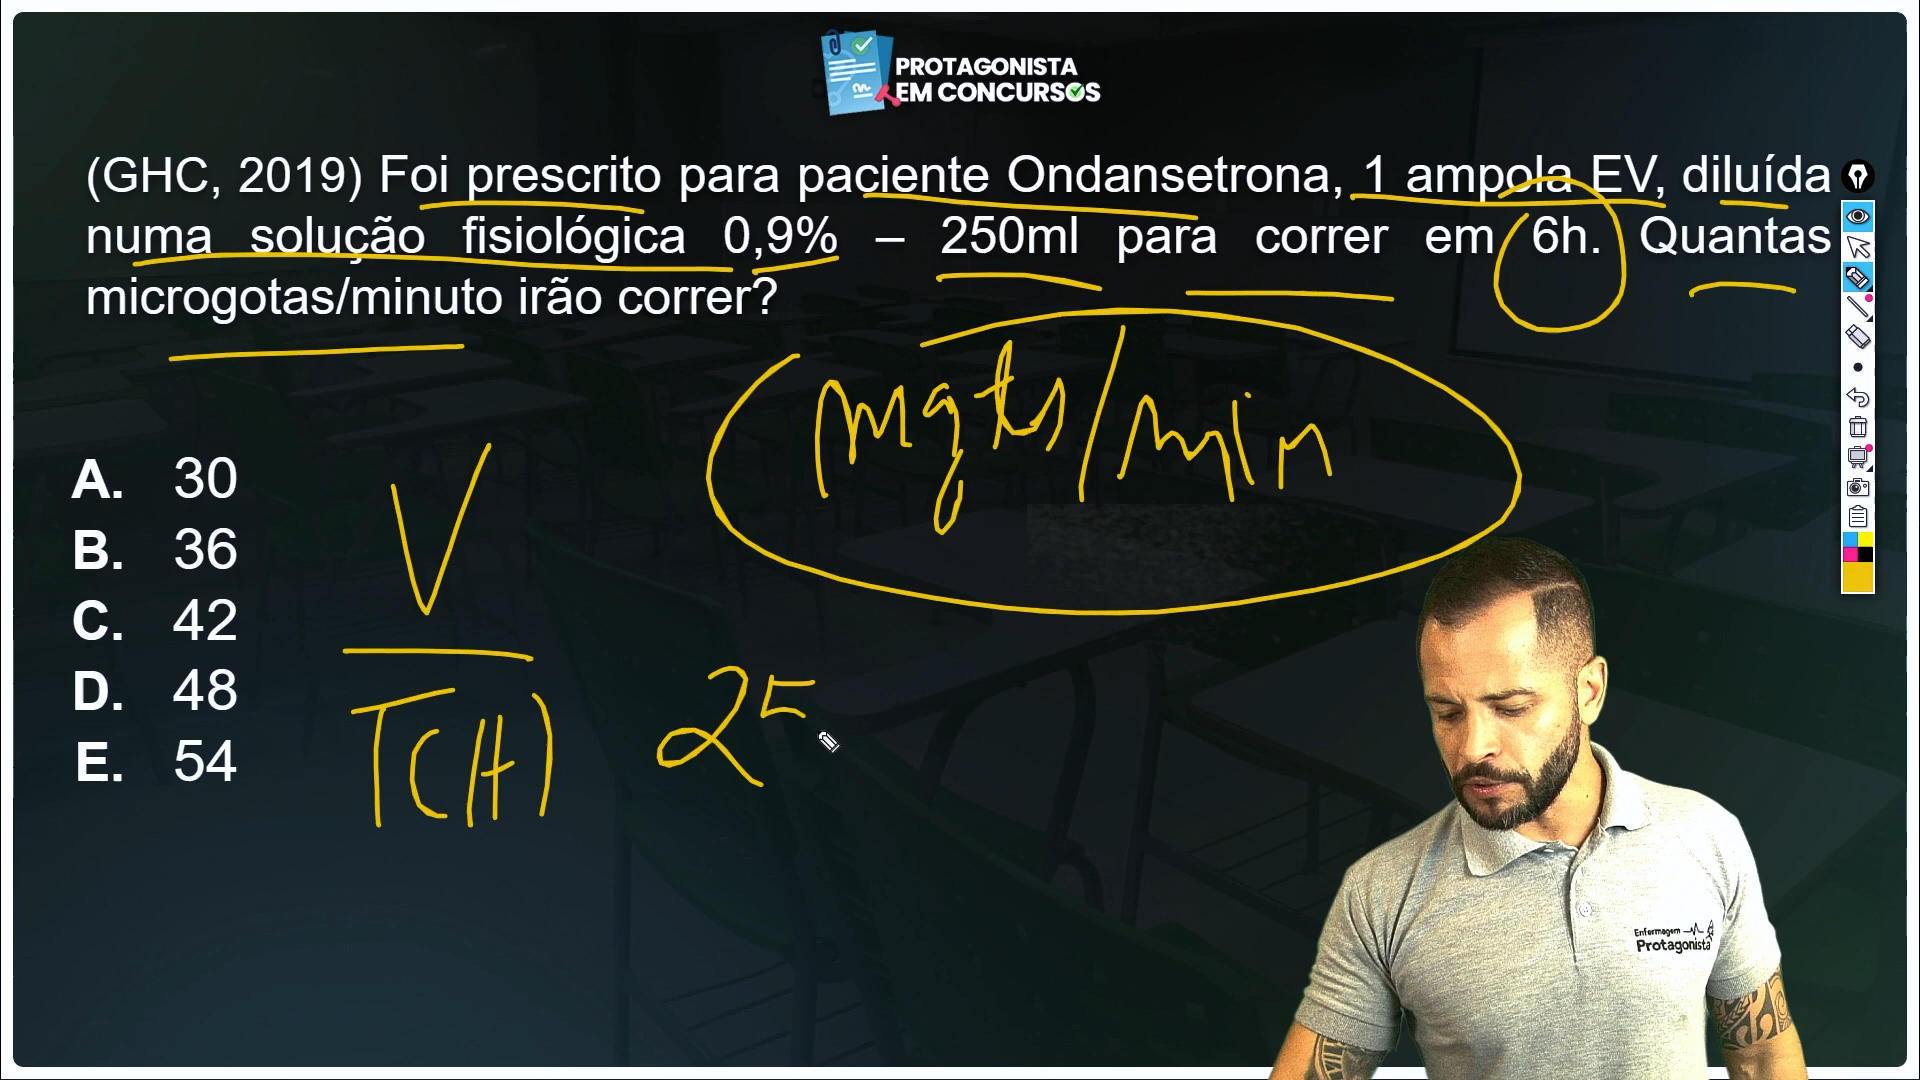 PROTAGONISTA
EM CONCURSOS
(GHC, 2019) Foi prescrito para paciente Ondansetrona, 1 ampola EV, diluída
numa solução fisiológica 0,9% – 250ml para correr em 6h. Quantas
microgotas/minuto irão correr?
mgts/min
A. 30
B. 36
C. 42
D. 48
E. 54
V
T(H)
25
Enfermagem
Protagonista